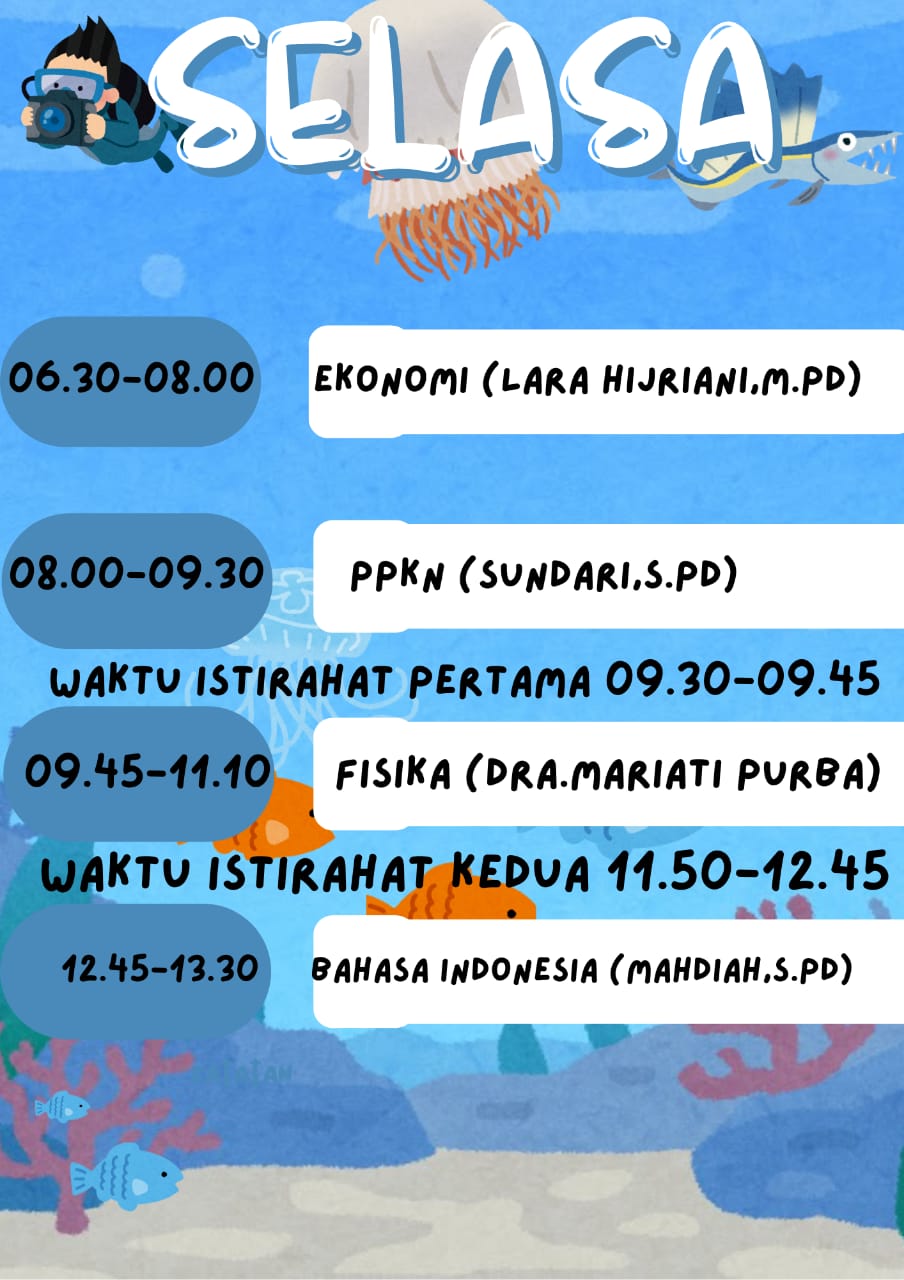 SELASA
06.30-08.00 EKONOMI (LARA HIJRIANI,M.PD)
08.00-09.30 PPKN (SUNDARI,S.PD)
WAKTU ISTIRAHAT PERTAMA 09.30-09.45
09.45-11.10 FISIKA (DRA.MARIATI PURBA)
WAKTU ISTIRAHAT KEDUA 11.50-12.45
12.45-13.30 BAHASA INDONESIA (MAHDIAH,S.PD)